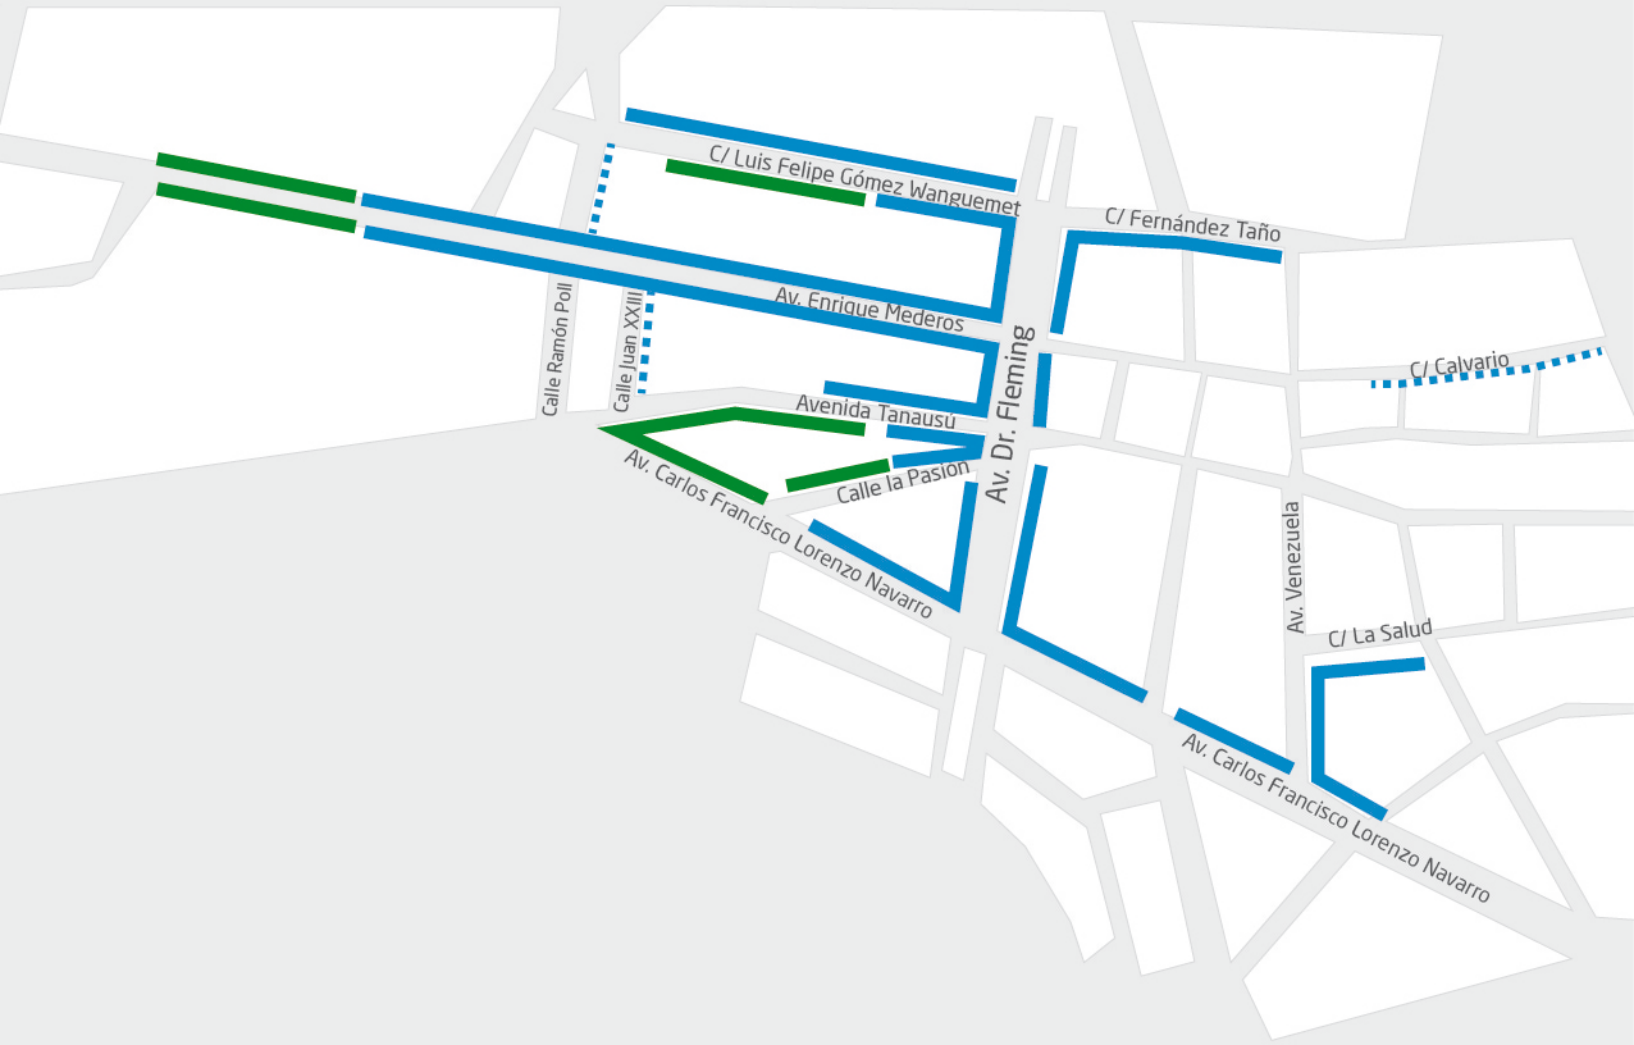 C/ Luis Felipe Gómez Wanguemet
C/ Fernández Taño
Av. Enrique Mederos
Calle Ramón Poll
Calle Juan XXIII
Av. Dr. Fleming
C/ Calvario
Avenida Tanausú
Calle la Pasión
Av. Carlos Francisco Lorenzo Navarro
Av. Venezuela
C/ La Salud
Av. Carlos Francisco Lorenzo Navarro